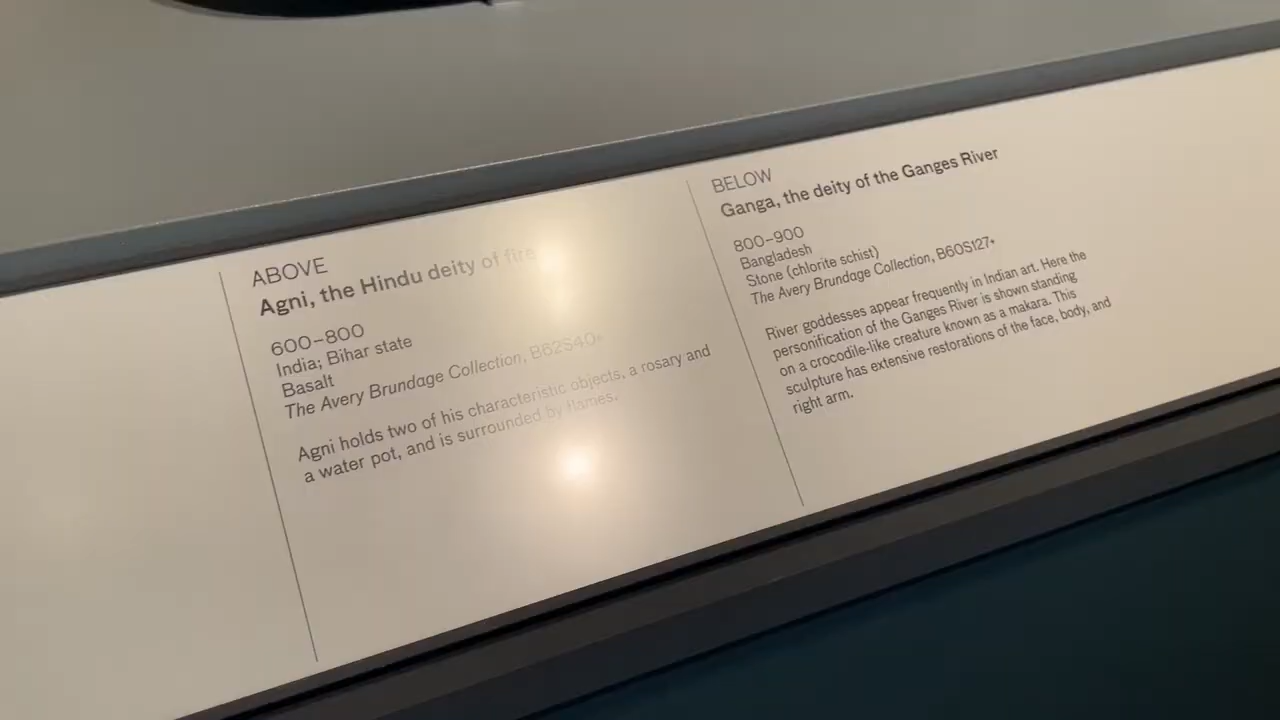 ABOVE
Agni, the Hindu deity of fire
600–800
India; Bihar state
Basalt
The Avery Brundage Collection, B62S40+
Agni holds two of his characteristic objects, a rosary and
a water pot, and is surrounded by flames.
BELOW
Ganga, the deity of the Ganges River
800–900
Bangladesh
Stone (chlorite schist)
The Avery Brundage Collection, B60S127+
River goddesses appear frequently in Indian art. Here the
personification of the Ganges River is shown standing
on a crocodile-like creature known as a makara. This
sculpture has extensive restorations of the face, body, and
right arm.